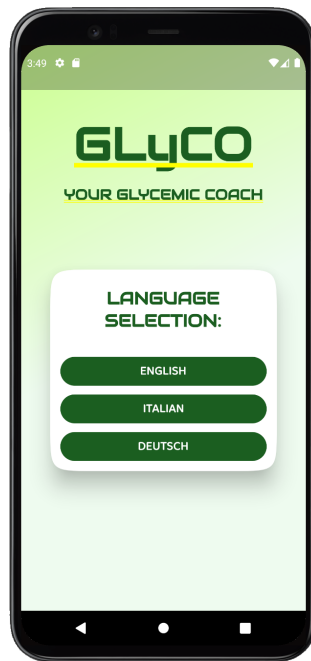 3:49
GLyCO
YOUR GLYCEMIC COACH
LANGUAGE
SELECTION:
ENGLISH
ITALIAN
DEUTSCH